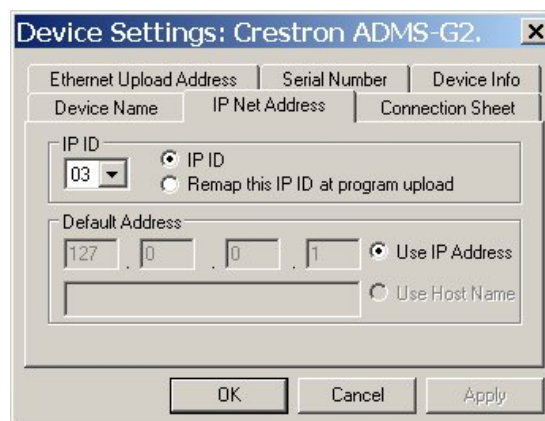 Device Settings: Crestron ADMS-G2.
Ethernet Upload Address Serial Number Device Info
Device Name IP Net Address Connection Sheet
IP ID
03 IP ID
Remap this IP ID at program upload
Default Address
127 . 0 . 0 . 1 Use IP Address
Use Host Name
OK Cancel Apply